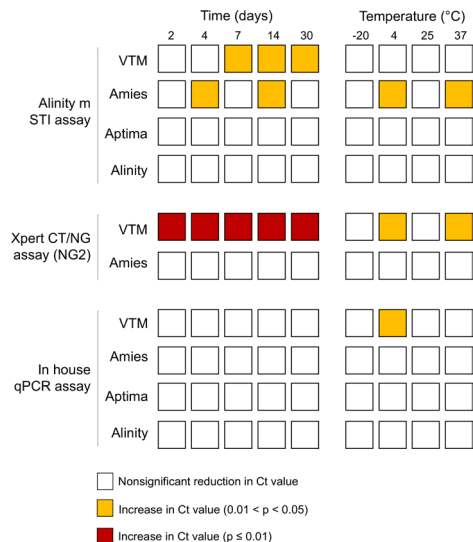 Time (days) Temperature (°C)
2 4 7 14 30 -20 4 25 37
Alinity m
STI assay
VTM
Amies
Aptima
Alinity
Xpert CT/NG
assay (NG2)
VTM
Amies
In house
qPCR assay
VTM
Amies
Aptima
Alinity
Nonsignificant reduction in Ct value
Increase in Ct value (0.01 < p < 0.05)
Increase in Ct value (p ≤ 0.01)